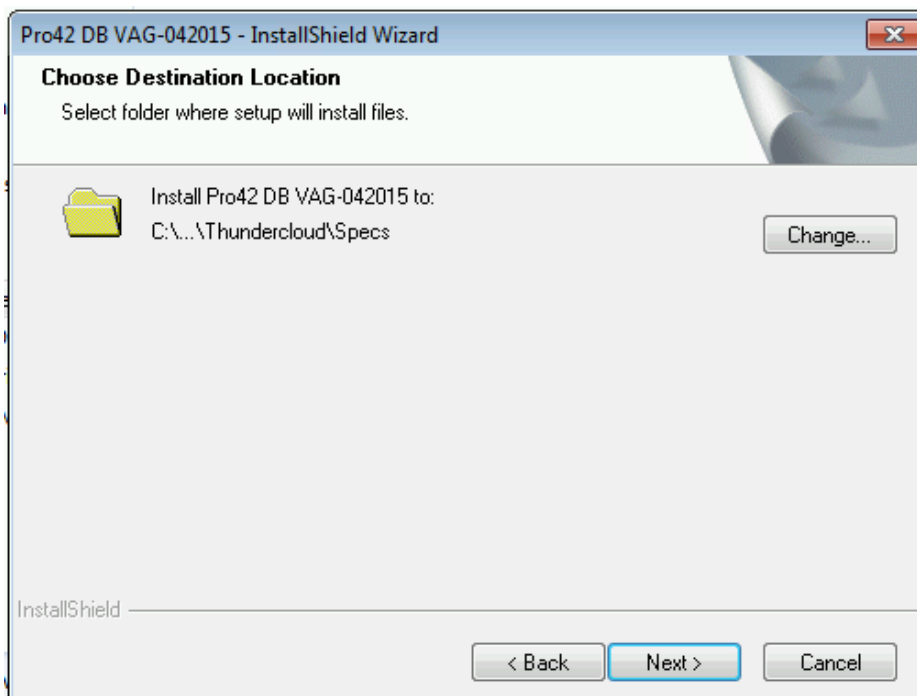 Pro42 DB VAG-042015 - InstallShield Wizard
Choose Destination Location
Select folder where setup will install files.
Install Pro42 DB VAG-042015 to:
C:\...\Thundercloud\Specs
Change...
InstallShield
< Back
Next >
Cancel